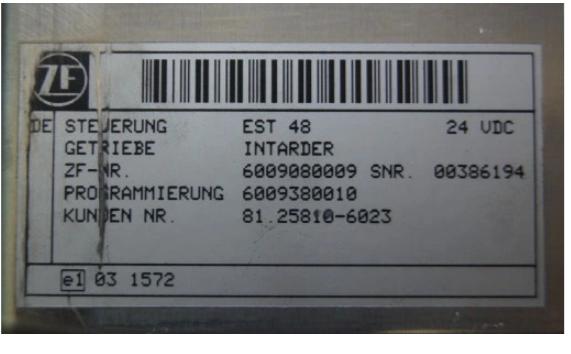 ZF
DE STEUERUNG EST 48 24 VDC
GETRIEBE INTARDER
ZF-NR. 6009080009 SNR. 00386194
PROGRAMMIERUNG 6009380010
KUNDEN NR. 81.25810-6023
e1 03 1572